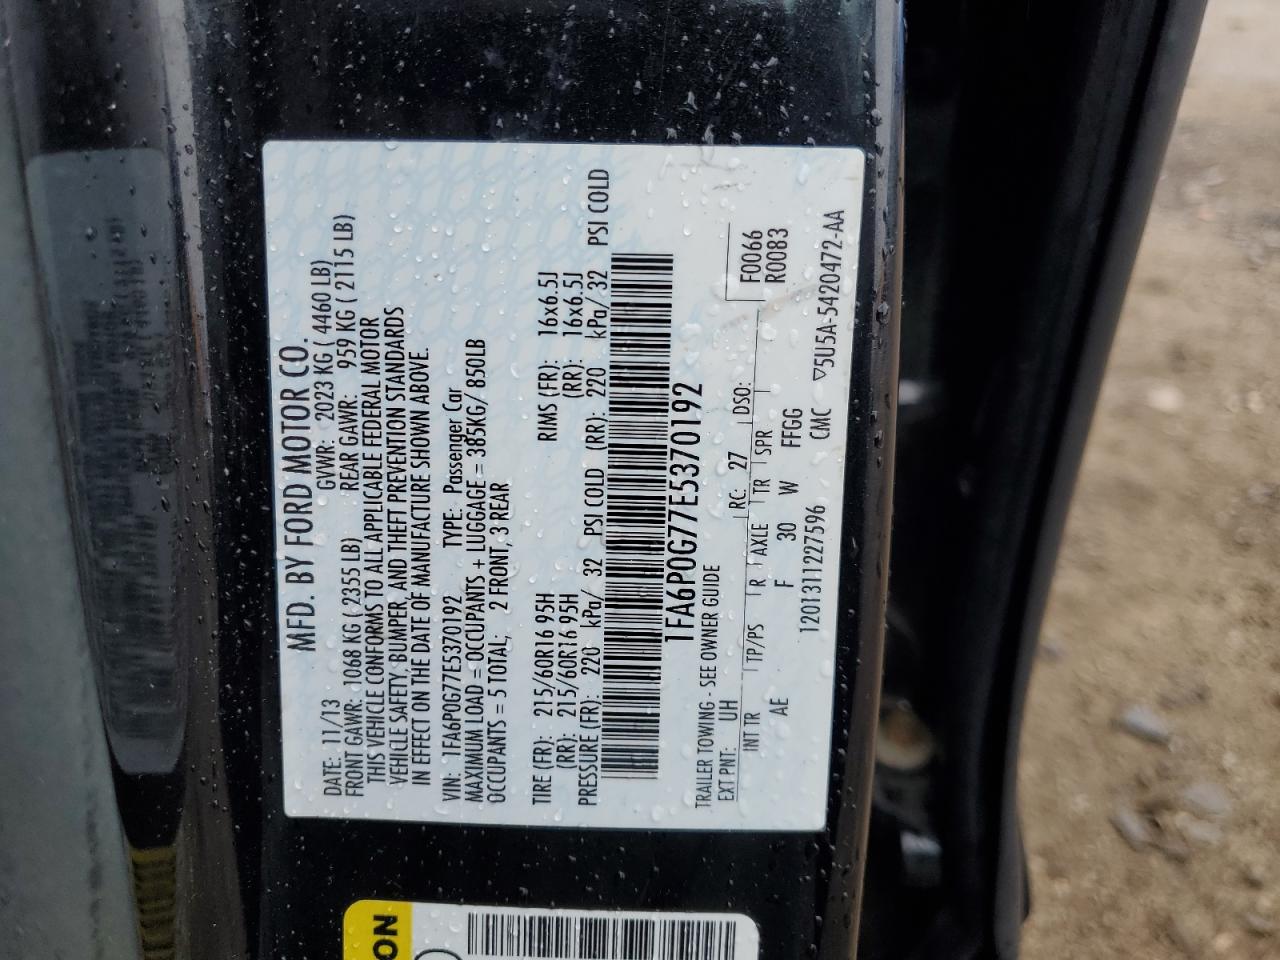 MFD. BY FORD MOTOR CO.
DATE: 11/13 GVWR: 2023 KG ( 4460 LB)
FRONT GAWR: 1068 KG ( 2355 LB) REAR GAWR: 959 KG ( 2115 LB)
THIS VEHICLE CONFORMS TO ALL APPLICABLE FEDERAL MOTOR
VEHICLE SAFETY, BUMPER, AND THEFT PREVENTION STANDARDS
IN EFFECT ON THE DATE OF MANUFACTURE SHOWN ABOVE.
VIN: 1FA6P0G77E5370192 TYPE: Passenger Car
MAXIMUM LOAD = OCCUPANTS + LUGGAGE = 385KG/ 850LB
OCCUPANTS = 5 TOTAL; 2 FRONT, 3 REAR
TIRE (FR): 215/60R16 95H RIMS (FR): 16x6.5J
(RR): 215/60R16 95H (RR): 16x6.5J
PRESSURE (FR): 220 kPa/ 32 PSI COLD (RR): 220 kPa/ 32 PSI COLD
1FA6P0G77E5370192
TRAILER TOWING - SEE OWNER GUIDE
F0066
R0083
EXT PNT: UH RC: 27 DSO:
INT TR TP/PS R AXLE TR SPR
AE F 30 W FFGG
1201311227596 CMC ▽5U5A-5420472-AA
ON